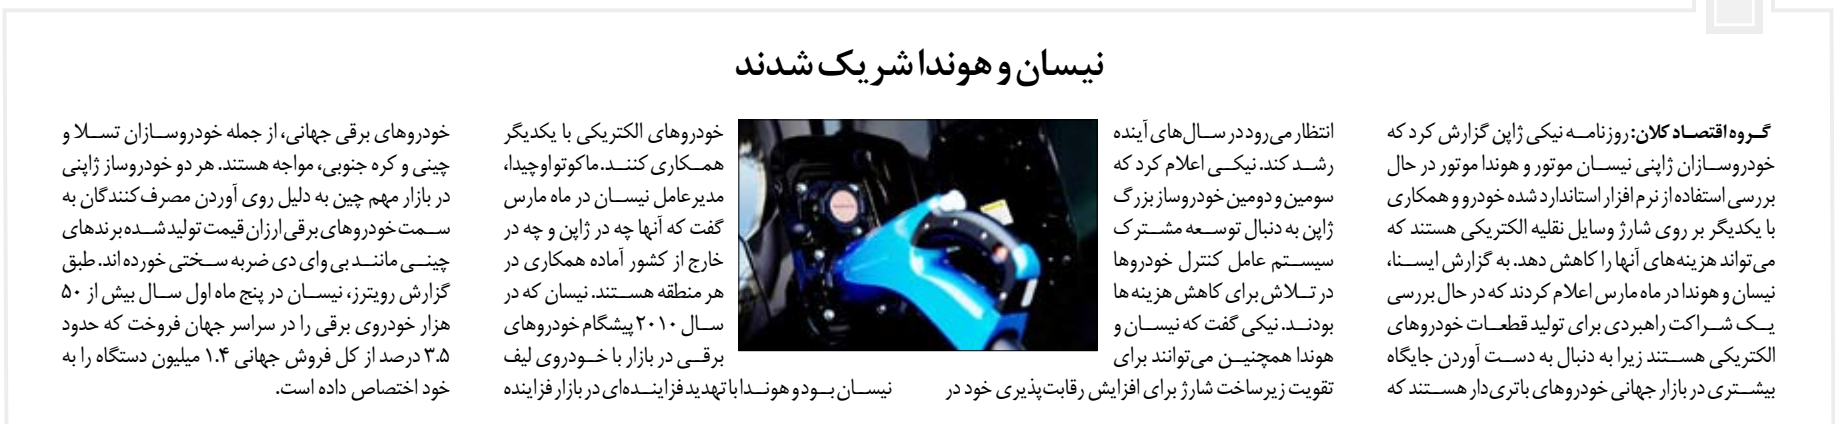 نیسان و هوندا شریک شدند
گـروه اقتصـاد کلان: روزنامـه نیکی ژاپن گزارش کرد که
خودروسـازان ژاپنی نیسـان موتور و هوندا موتور در حال
بررسی استفاده از نرم افزار استاندارد شده خودرو و همکاری
با یکدیگر بر روی شارژ وسایل نقلیه الکتریکی هستند که
می‌تواند هزینه‌های آنها را کاهش دهد. به گزارش ایسـنا،
نیسان و هوندا در ماه مارس اعلام کردند که در حال بررسی
یـک شـراکت راهبردی برای تولید قطعـات خودروهای
الکتریکی هسـتند زیرا به دنبال به دسـت آوردن جایگاه
بیشـتری در بازار جهانی خودروهای باتری‌دار هسـتند که
انتظار می‌رود در سـال‌های آینده
رشـد کند. نیکـی اعلام کرد که
سومین و دومین خودروساز بزرگ
ژاپن به دنبال توسـعه مشـترک
سیسـتم عامل کنترل خودروها
در تـلاش برای کاهش هزینه ها
بودنـد. نیکی گفت که نیسـان و
هوندا همچنیـن می‌توانند برای
تقویت زیرساخت شارژ برای افزایش رقابت‌پذیری خود در
خودروهای الکتریکی با یکدیگر
همـکاری کننـد. ماکوتو اوچیدا،
مدیرعامل نیسـان در ماه مارس
گفت که آنها چه در ژاپن و چه در
خارج از کشور آماده همکاری در
هر منطقه هسـتند. نیسان که در
سـال ۲۰۱۰ پیشگام خودروهای
برقـی در بازار با خـودروی لیف
نیسـان بـود و هونـدا با تهدید فزاینـده‌ای در بازار فزاینده
خودروهای برقی جهانی، از جمله خودروسـازان تسـلا و
چینی و کره جنوبی، مواجه هستند. هر دو خودروساز ژاپنی
در بازار مهم چین به دلیل روی آوردن مصرف کنندگان به
سـمت خودروهای برقی ارزان قیمت تولید شـده برندهای
چینـی ماننـد بی وای دی ضربه سـختی خورده اند. طبق
گزارش رویترز، نیسـان در پنج ماه اول سـال بیش از ۵۰
هزار خودروی برقی را در سراسر جهان فروخت که حدود
۳.۵ درصد از کل فروش جهانی ۱.۴ میلیون دستگاه را به
خود اختصاص داده است.